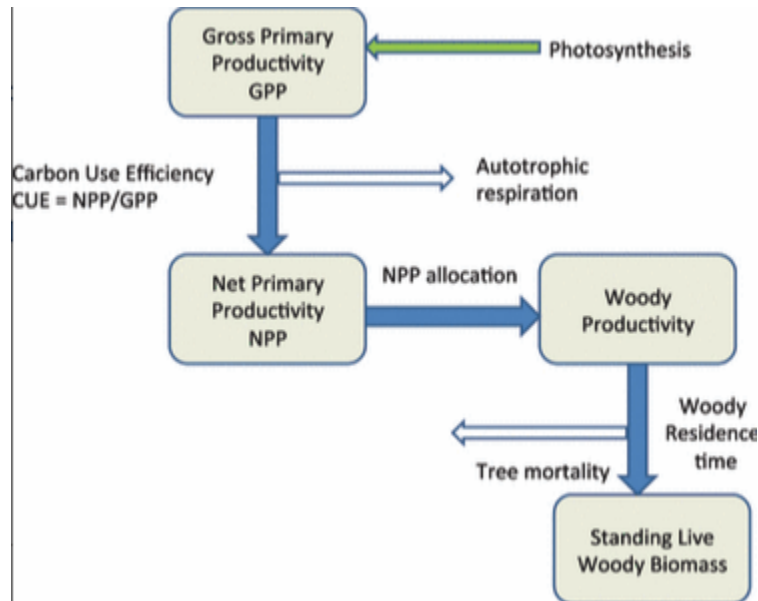 Gross Primary
Productivity
GPP
Photosynthesis
Carbon Use Efficiency
CUE = NPP/GPP
Autotrophic
respiration
Net Primary
Productivity
NPP
NPP allocation
Woody
Productivity
Woody
Residence
time
Tree mortality
Standing Live
Woody Biomass